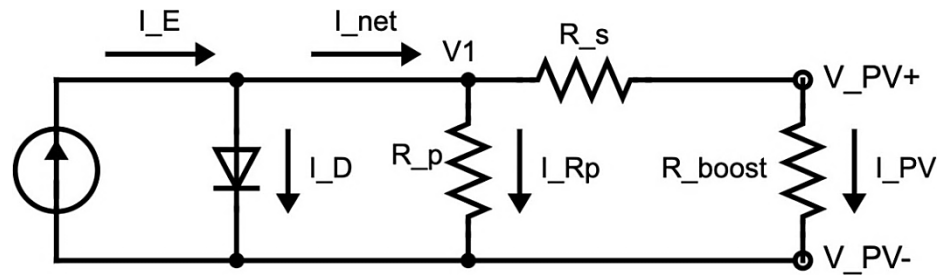 I_E
I_net
V1
R_s
V_PV+
I_D
R_p
I_Rp
R_boost
I_PV
V_PV-